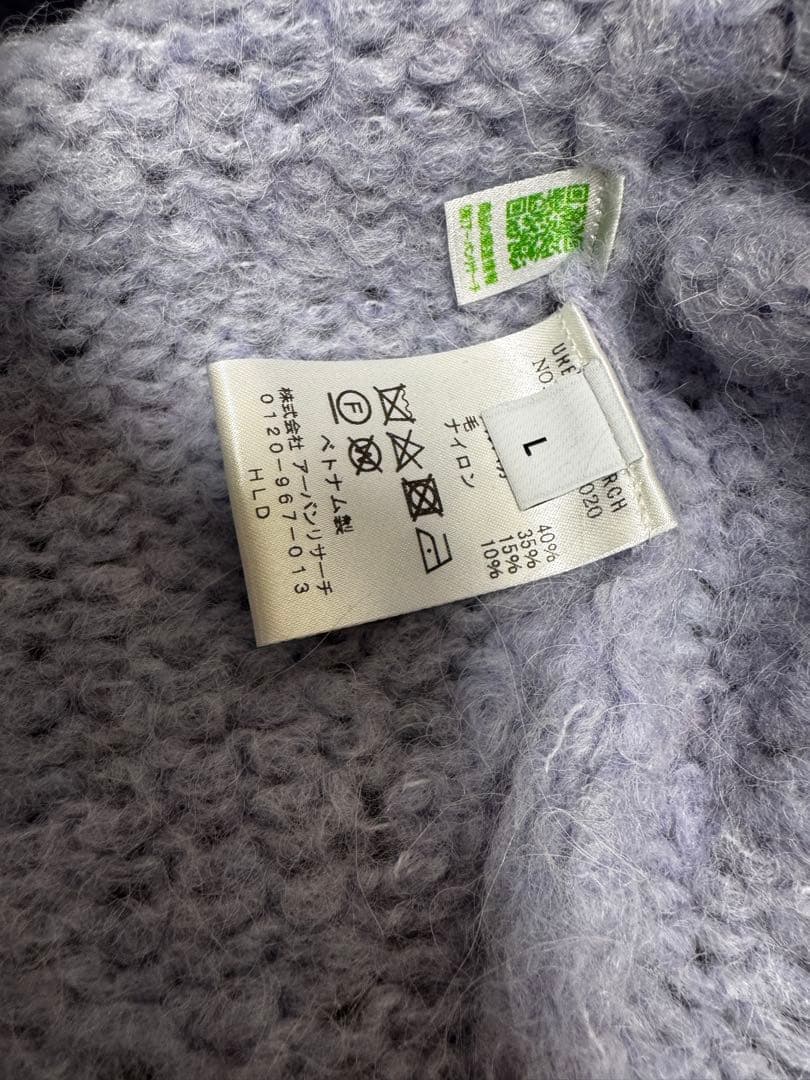 URE
RCH
NO.
020
L
40%
35%
毛 15%
ナイロン 10%
F
W
ベトナム製
株式会社 アーバンリサーチ
0120-967-013
HLD